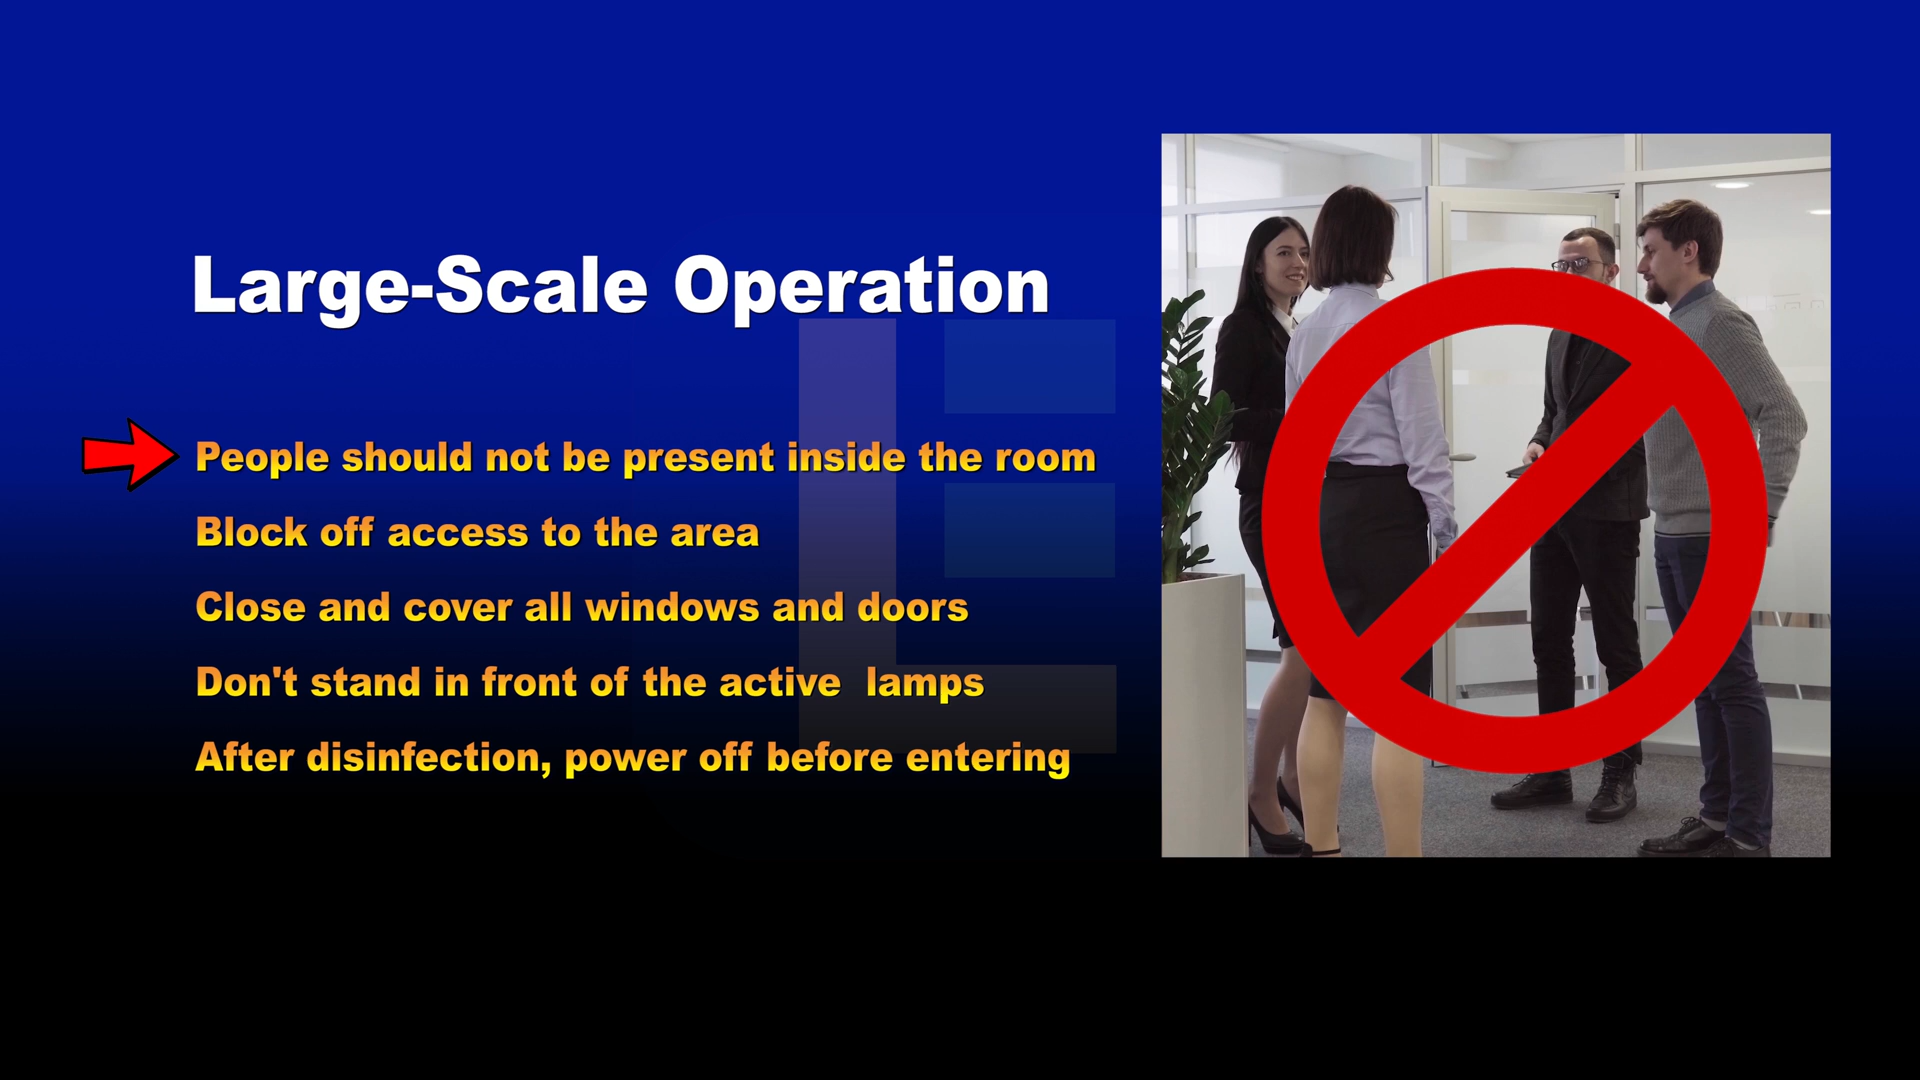 Large-Scale Operation
People should not be present inside the room
Block off access to the area
Close and cover all windows and doors
Don't stand in front of the active  lamps
After disinfection, power off before entering